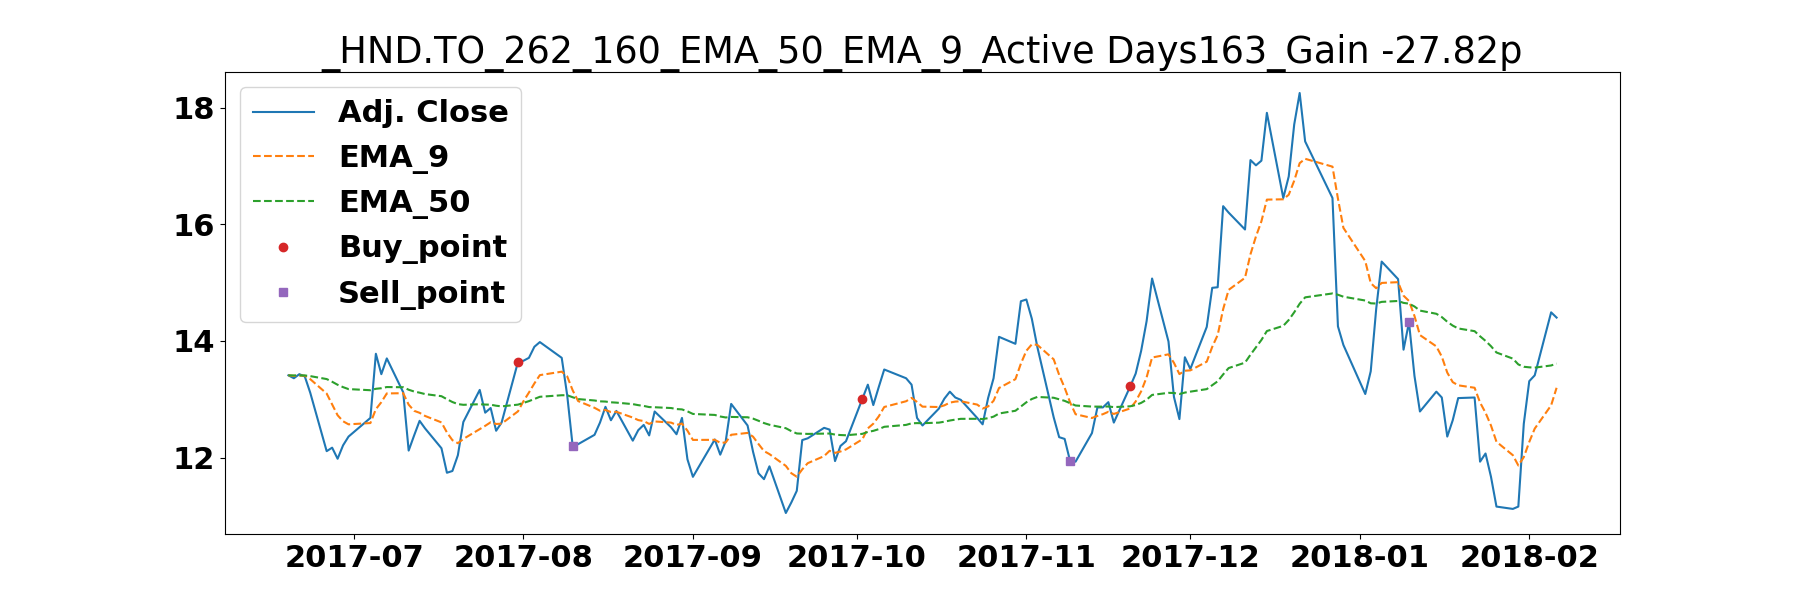 _HND.TO_262_160_EMA_50_EMA_9_Active Days163_Gain -27.82p
18
16
14
12
Adj. Close
EMA_9
EMA_50
Buy_point
Sell_point
2017-07 2017-08 2017-09 2017-10 2017-11 2017-12 2018-01 2018-02